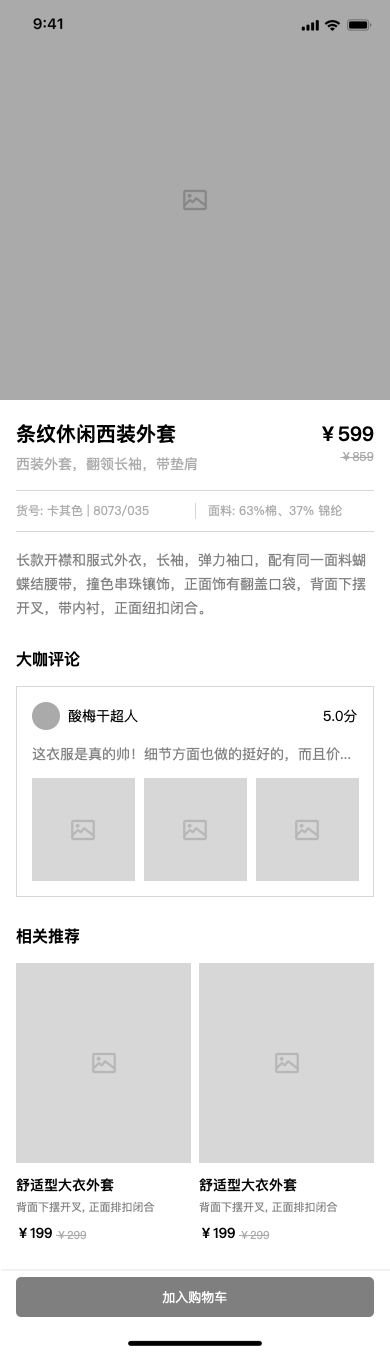 9:41
条纹休闲西装外套
¥ 599
¥ 859
西装外套，翻领长袖，带垫肩
货号: 卡其色 | 8073/035
面料: 63%棉、37% 锦纶
长款开襟和服式外衣，长袖，弹力袖口，配有同一面料蝴
蝶结腰带，撞色串珠镶饰，正面饰有翻盖口袋，背面下摆
开叉，带内衬，正面纽扣闭合。
大咖评论
酸梅干超人
5.0分
这衣服是真的帅！细节方面也做的挺好的，而且价...
相关推荐
舒适型大衣外套
背面下摆开叉, 正面排扣闭合
¥ 199 ¥ 299
舒适型大衣外套
背面下摆开叉, 正面排扣闭合
¥ 199 ¥ 299
加入购物车